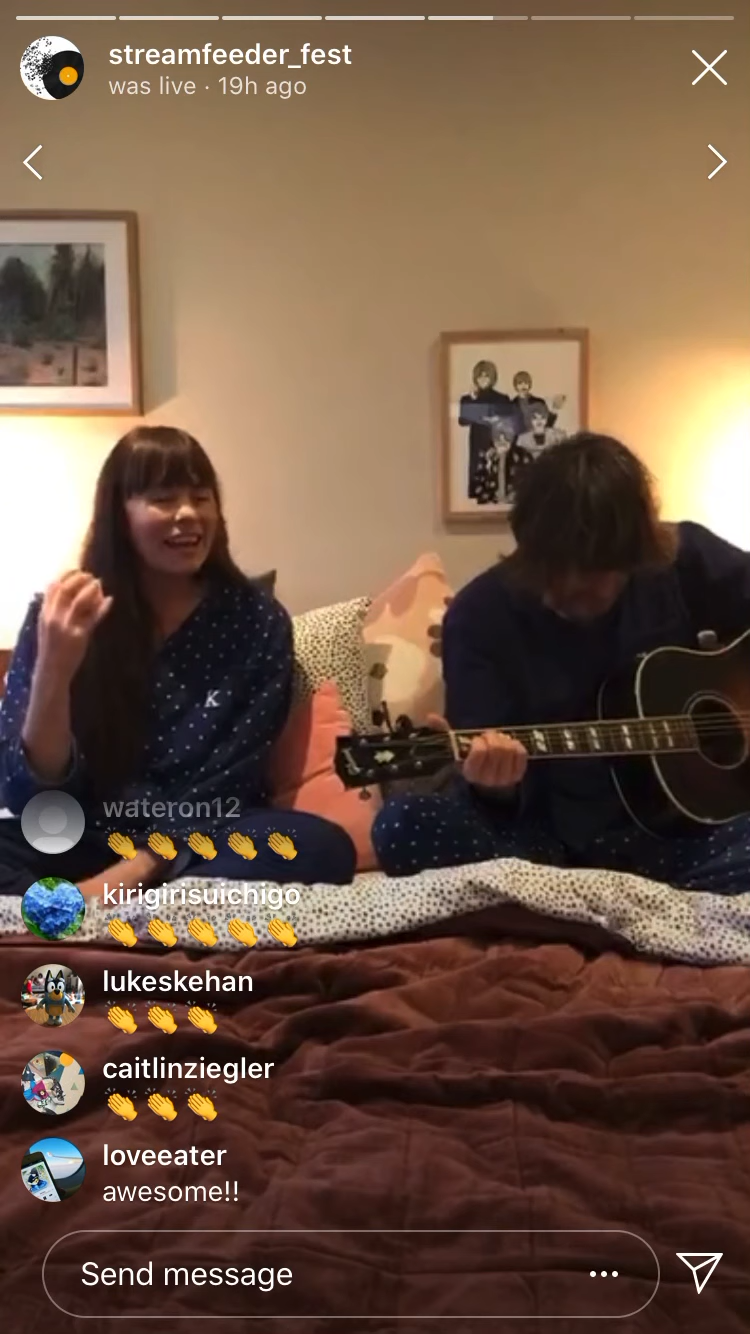 streamfeeder_fest
was live · 19h ago
K
wateron12
👏👏👏👏👏
kirigirisuichigo
👏👏👏👏👏
lukeskehan
👏👏👏
caitlinziegler
👏👏👏
loveeater
awesome!!
Send message